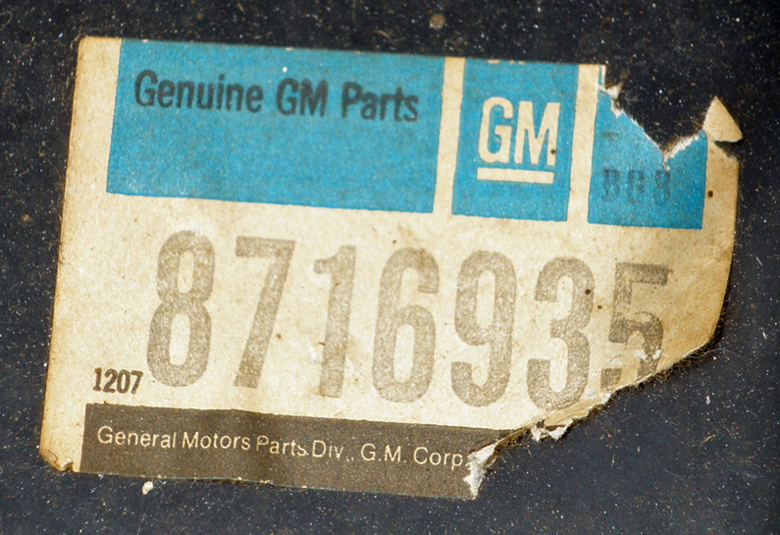 Genuine GM Parts
GM
8716935
1207
General Motors Parts Div., G.M. Corp.